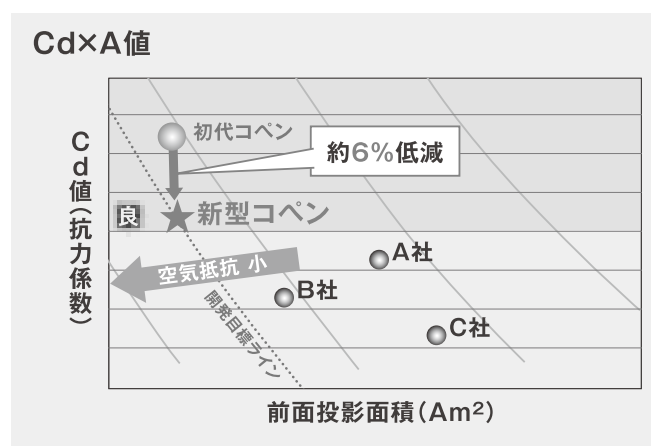 Cd×A値
初代コペン
約6%低減
良
新型コペン
A社
空気抵抗 小
B社
C社
開発目標ライン
Cd値(抗力係数)
前面投影面積(Am²)